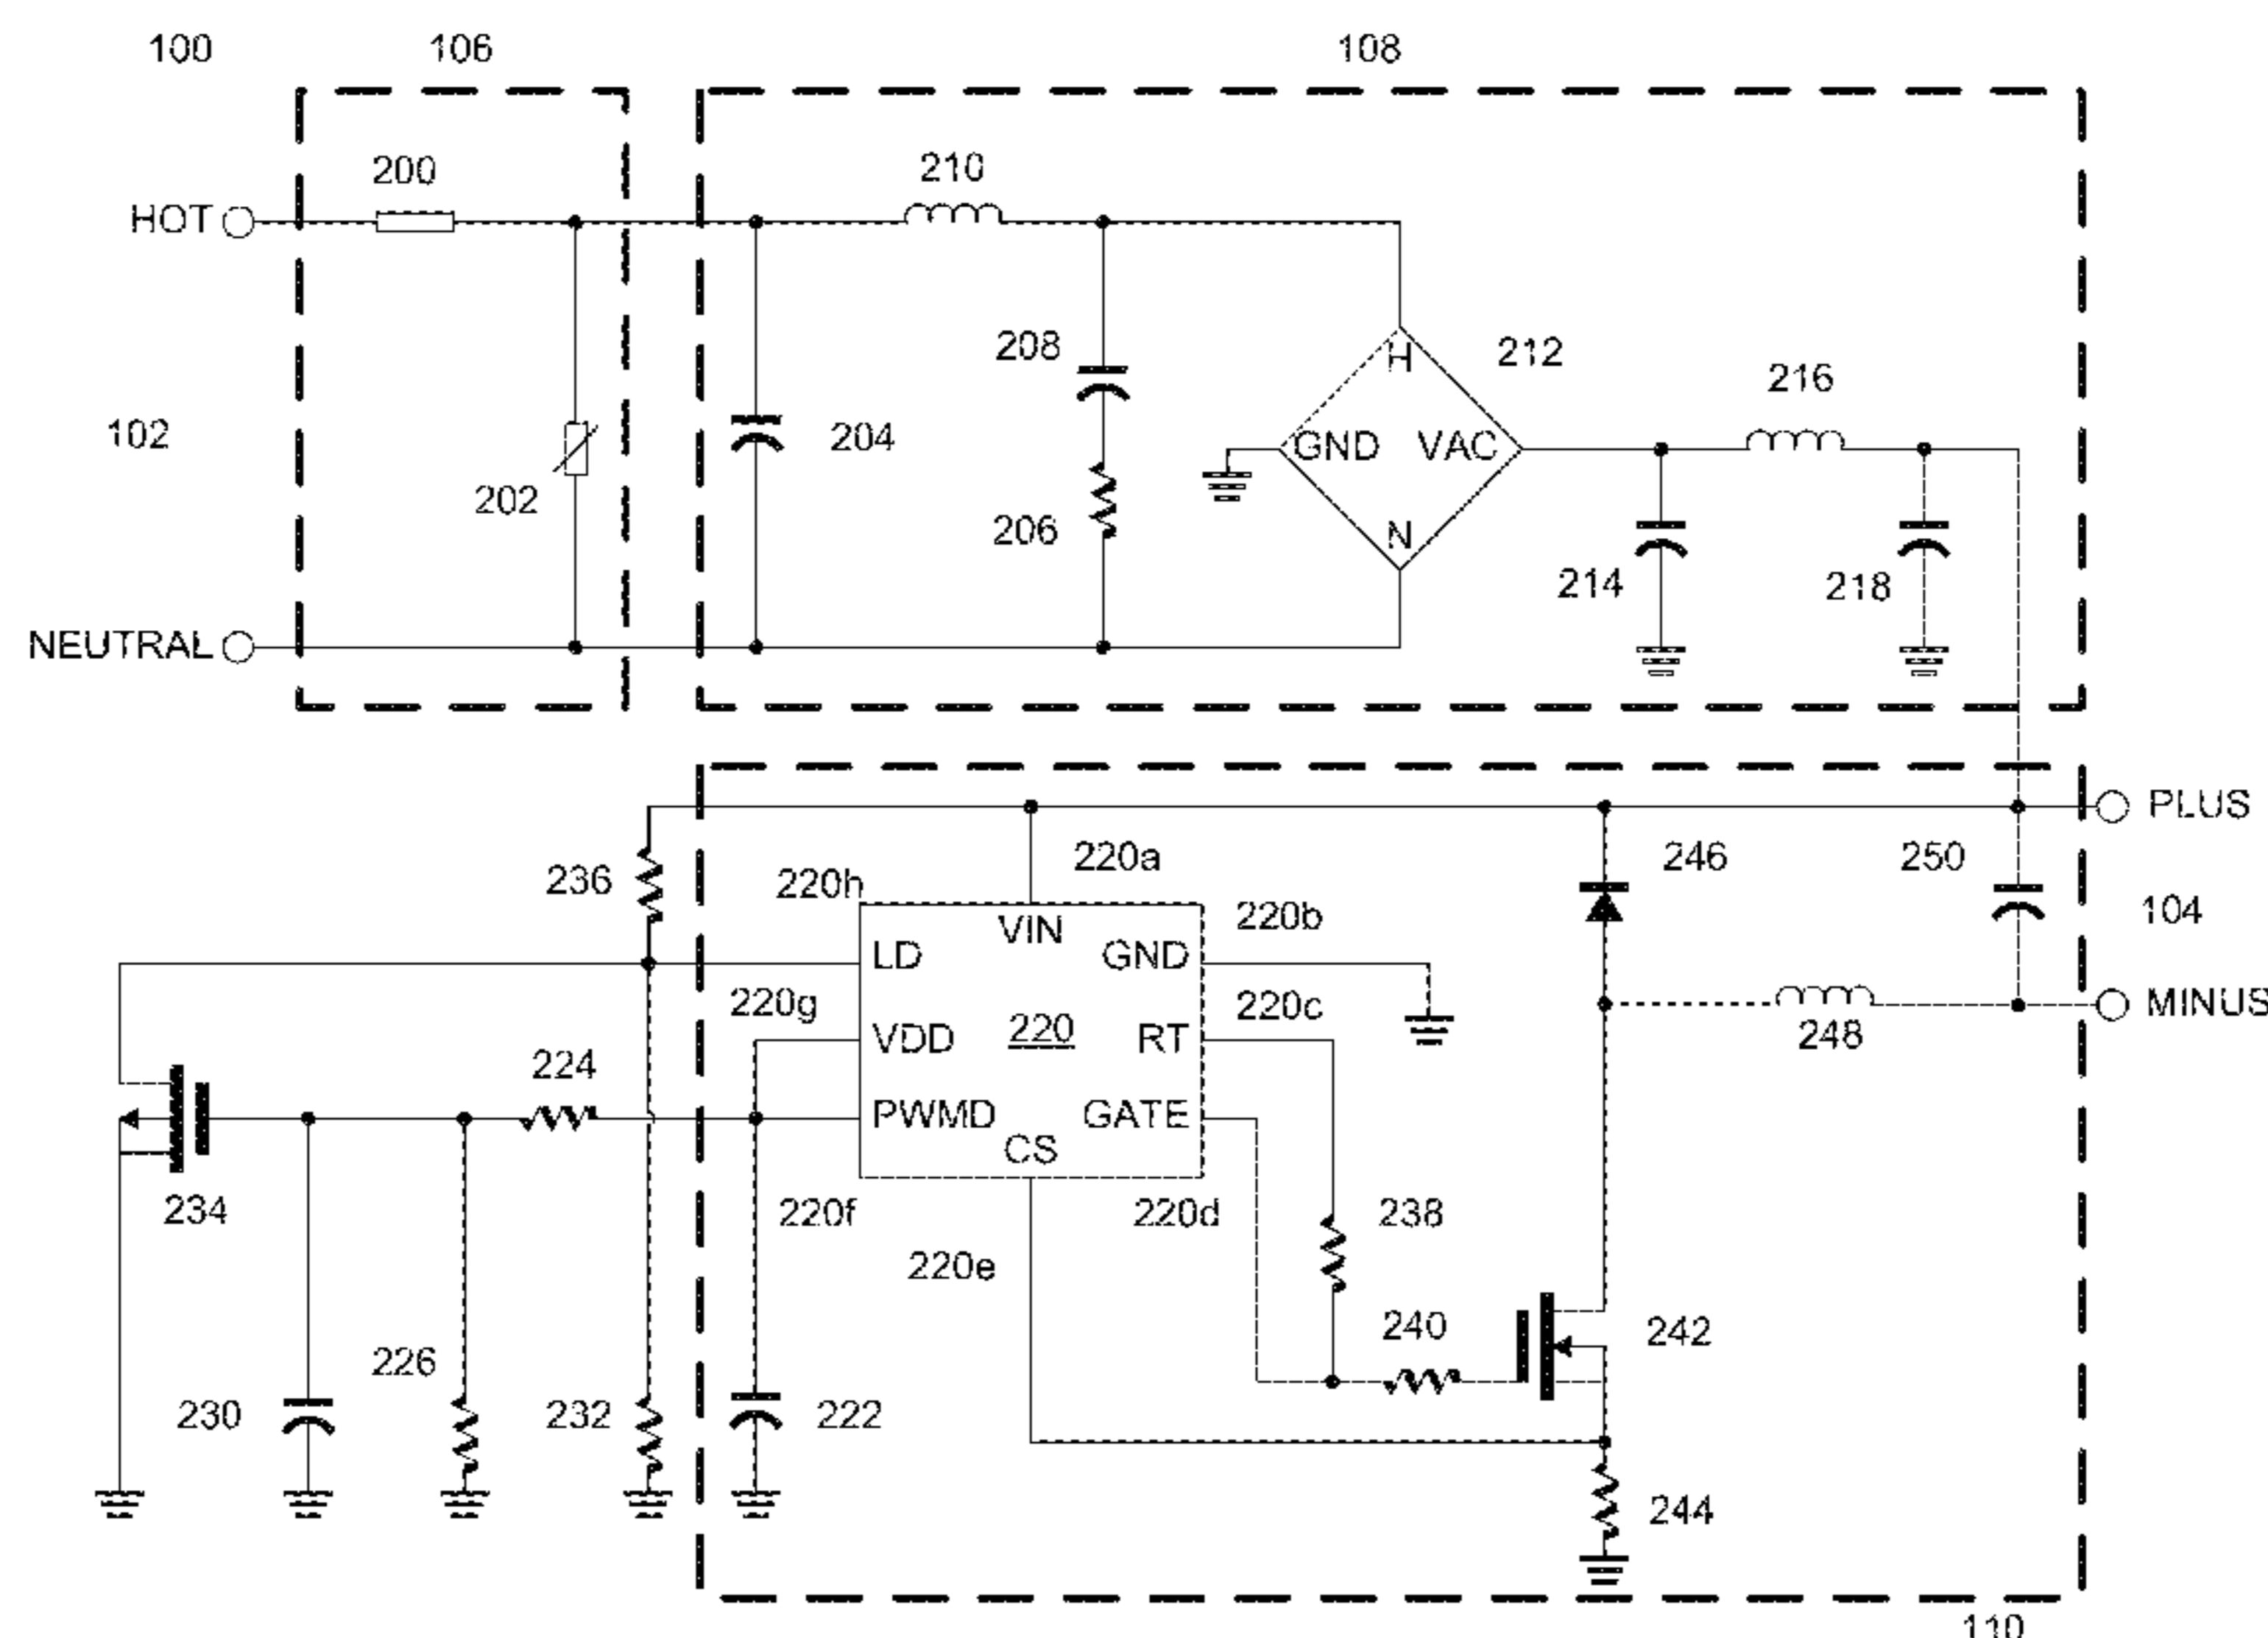 100 106 108
200 210
HOT
208 212 216
102 204 GND H VAC
202 206 N
214 218
NEUTRAL
PLUS
236 220h 220a 246 250
VIN 220b 104
LD GND
220g 220c MINUS
224 VDD 220 RT 248
PWMD GATE
CS
234 220f 220d 238
220e
240 242
226
230 232 222
244
110